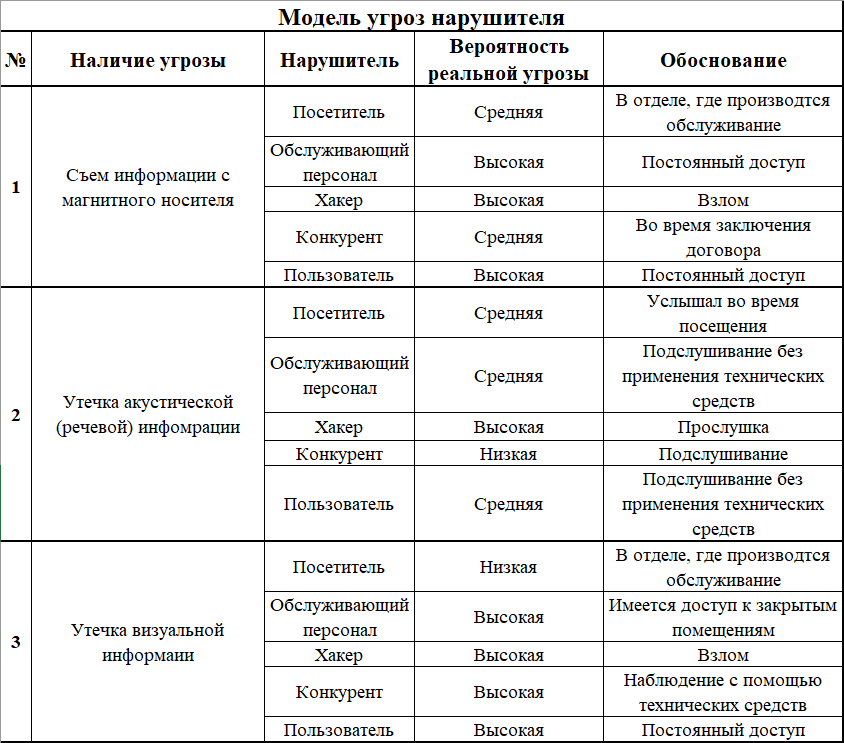 Модель угроз нарушителя
№ Наличие угрозы Нарушитель Вероятность реальной угрозы Обоснование
1 Съем информации с магнитного носителя
Посетитель Средняя В отделе, где производтся обслуживание
Обслуживающий персонал Высокая Постоянный доступ
Хакер Высокая Взлом
Конкурент Средняя Во время заключения договора
Пользователь Высокая Постоянный доступ
2 Утечка акустической (речевой) инфомрации
Посетитель Средняя Услышал во время посещения
Обслуживающий персонал Средняя Подслушивание без применения технических средств
Хакер Высокая Прослушка
Конкурент Низкая Подслушивание
Пользователь Средняя Подслушивание без применения технических средств
3 Утечка визуальной информаии
Посетитель Низкая В отделе, где производтся обслуживание
Обслуживающий персонал Высокая Имеется доступ к закрытым помещениям
Хакер Высокая Взлом
Конкурент Высокая Наблюдение с помощью технических средств
Пользователь Высокая Постоянный доступ